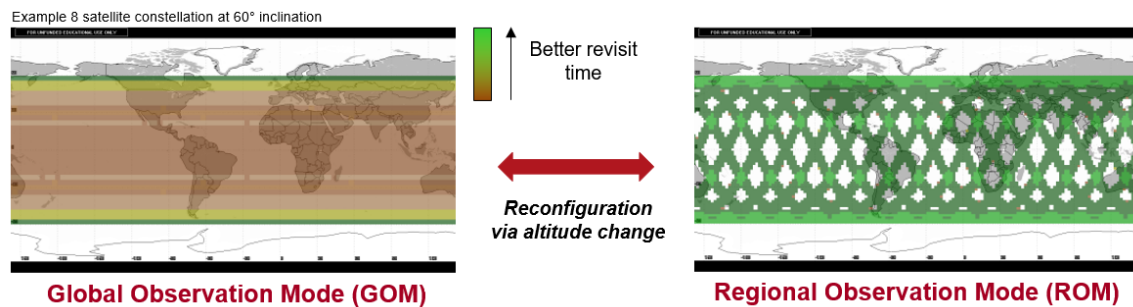 Example 8 satellite constellation at 60° inclination
FOR UNFUNDED EDUCATIONAL USE ONLY
Better revisit
time
FOR UNFUNDED EDUCATIONAL USE ONLY
Reconfiguration
via altitude change
Global Observation Mode (GOM)
Regional Observation Mode (ROM)